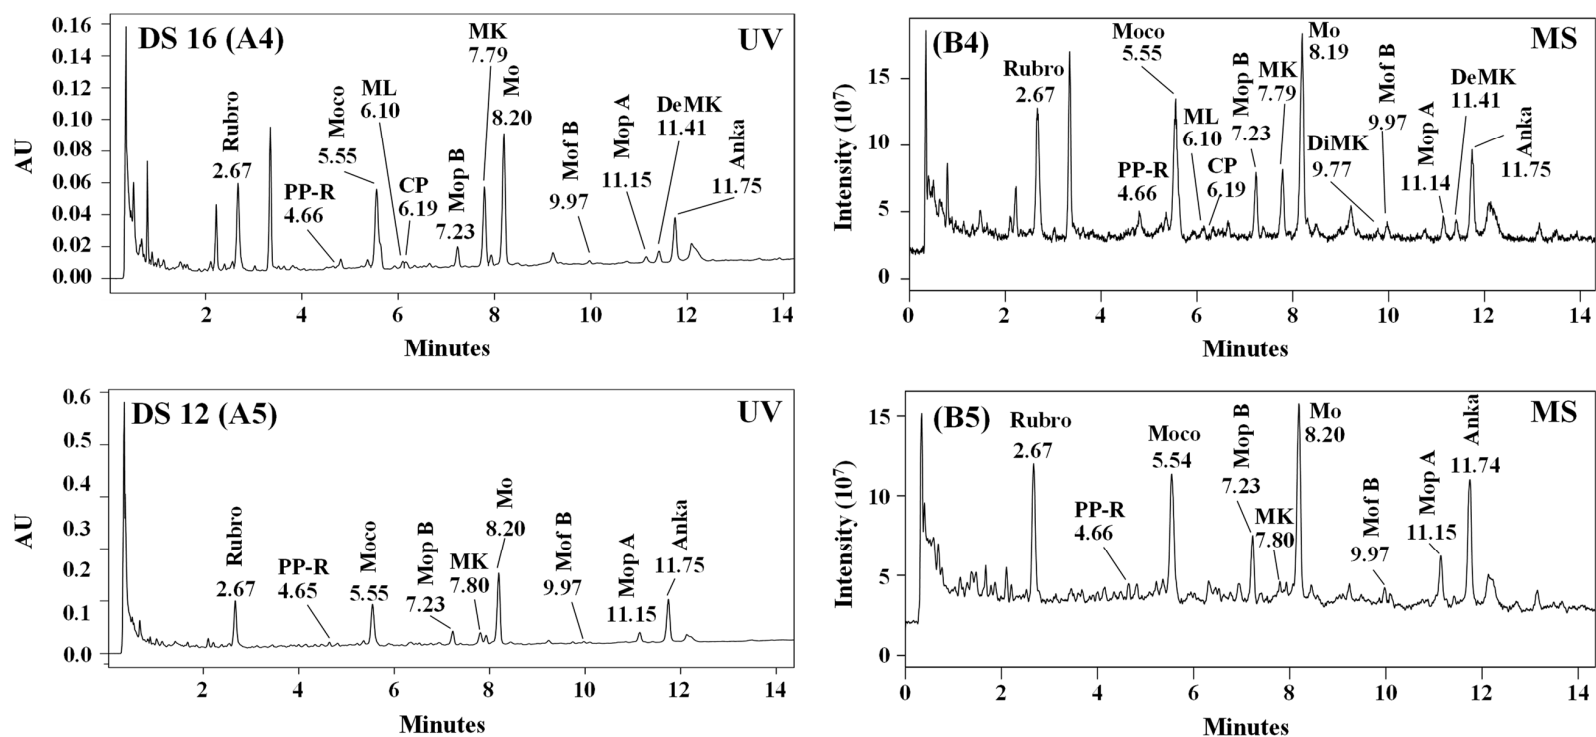 DS 16 (A4)
UV
AU
0.16
0.14
0.12
0.10
0.08
0.06
0.04
0.02
0.00
Rubro
2.67
PP-R
4.66
Moco
5.55
ML
6.10
CP
6.19
Mop B
7.23
MK
7.79
Mo
8.20
Mof B
9.97
Mop A
11.15
DeMK
11.41
Anka
11.75
2 4 6 8 10 12 14
Minutes
(B4)
MS
Intensity (10⁷)
15
10
5
0
Rubro
2.67
PP-R
4.66
Moco
5.55
ML
6.10
CP
6.19
Mop B
7.23
MK
7.79
Mo
8.19
DiMK
9.77
Mof B
9.97
Mop A
11.14
DeMK
11.41
Anka
11.75
0 2 4 6 8 10 12 14
Minutes
DS 12 (A5)
UV
AU
0.6
0.5
0.4
0.3
0.2
0.1
0.0
Rubro
2.67
PP-R
4.65
Moco
5.55
Mop B
7.23
MK
7.80
Mo
8.20
Mof B
9.97
Mop A
11.15
Anka
11.75
2 4 6 8 10 12 14
Minutes
(B5)
MS
Intensity (10⁷)
15
10
5
0
Rubro
2.67
PP-R
4.66
Moco
5.54
Mop B
7.23
MK
7.80
Mo
8.20
Mof B
9.97
Mop A
11.15
Anka
11.74
0 2 4 6 8 10 12 14
Minutes